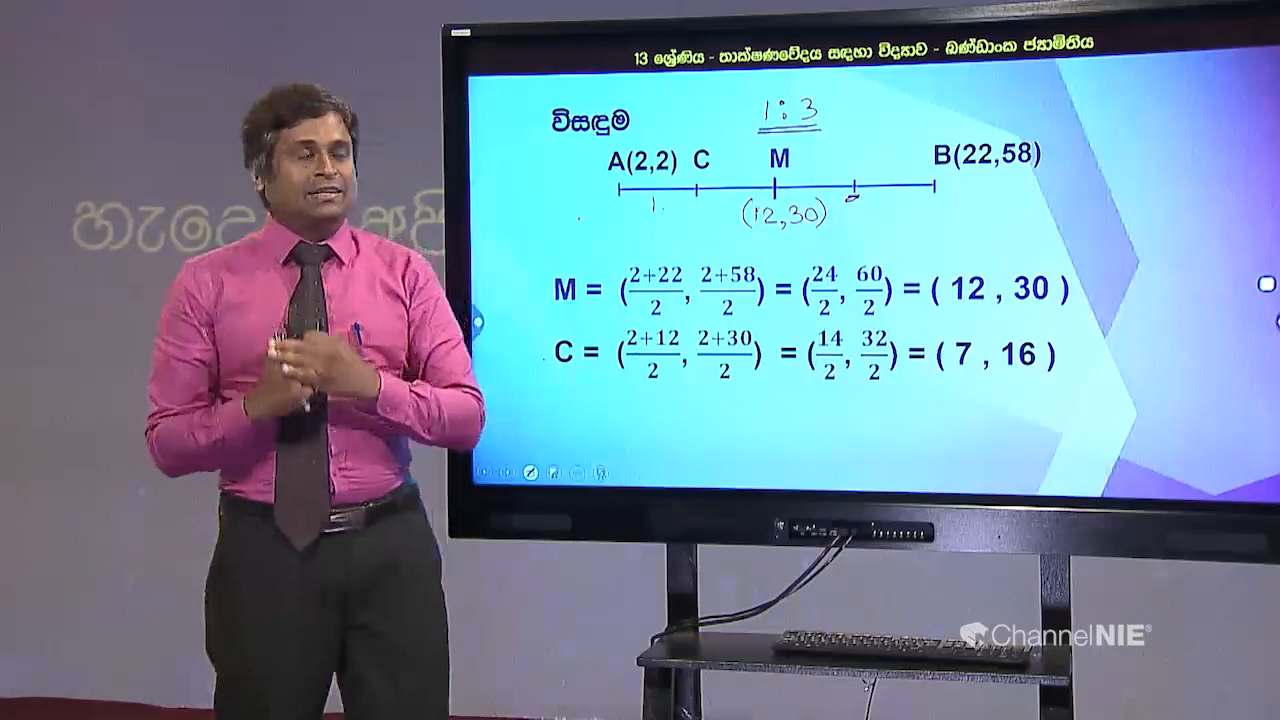 13 ශ්‍රේණිය - තාක්ෂණවේදය සඳහා විද්‍යාව - ඛණ්ඩාංක ජ්‍යාමිතිය
විසඳුම
1 : 3
A(2,2) C M B(22,58)
1
(12,30)
M = (2+22/2, 2+58/2) = (24/2, 60/2) = ( 12 , 30 )
C = (2+12/2, 2+30/2) = (14/2, 32/2) = ( 7 , 16 )
ChannelNIE®